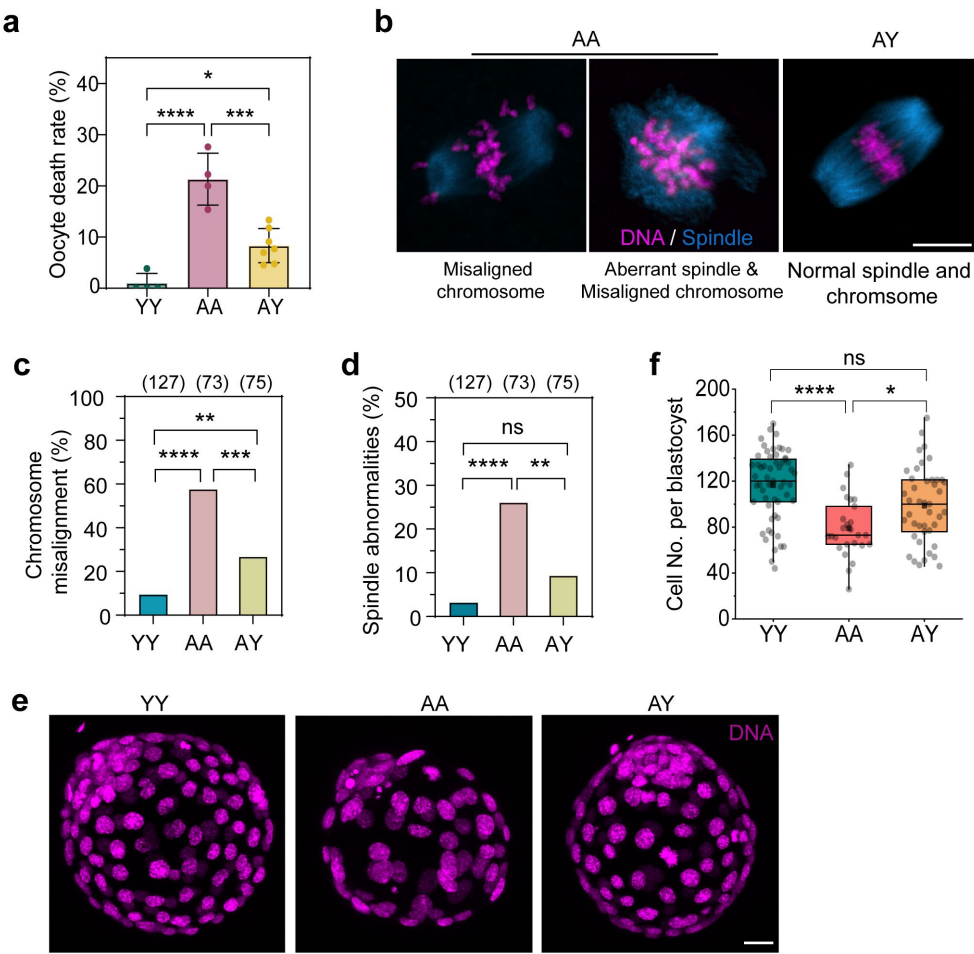 a
Oocyte death rate (%)
40
30
20
10
0
*
**** ***
YY AA AY
b
AA AY
DNA / Spindle
Misaligned
chromosome
Aberrant spindle &
Misaligned chromosome
Normal spindle and
chromsome
c
Chromosome
misalignment (%)
(127) (73) (75)
100
80
60
40
20
0
**
**** ***
YY AA AY
d
Spindle abnormalities (%)
(127) (73) (75)
50
40
30
20
10
0
ns
**** **
YY AA AY
f
Cell No. per blastocyst
200
160
120
80
40
0
ns
**** *
YY AA AY
e
YY AA AY
DNA